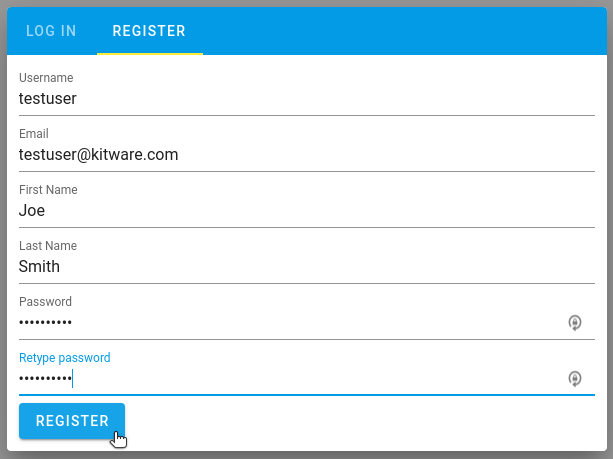 LOG IN REGISTER
Username
testuser
Email
testuser@kitware.com
First Name
Joe
Last Name
Smith
Password
••••••••••
Retype password
••••••••••
REGISTER